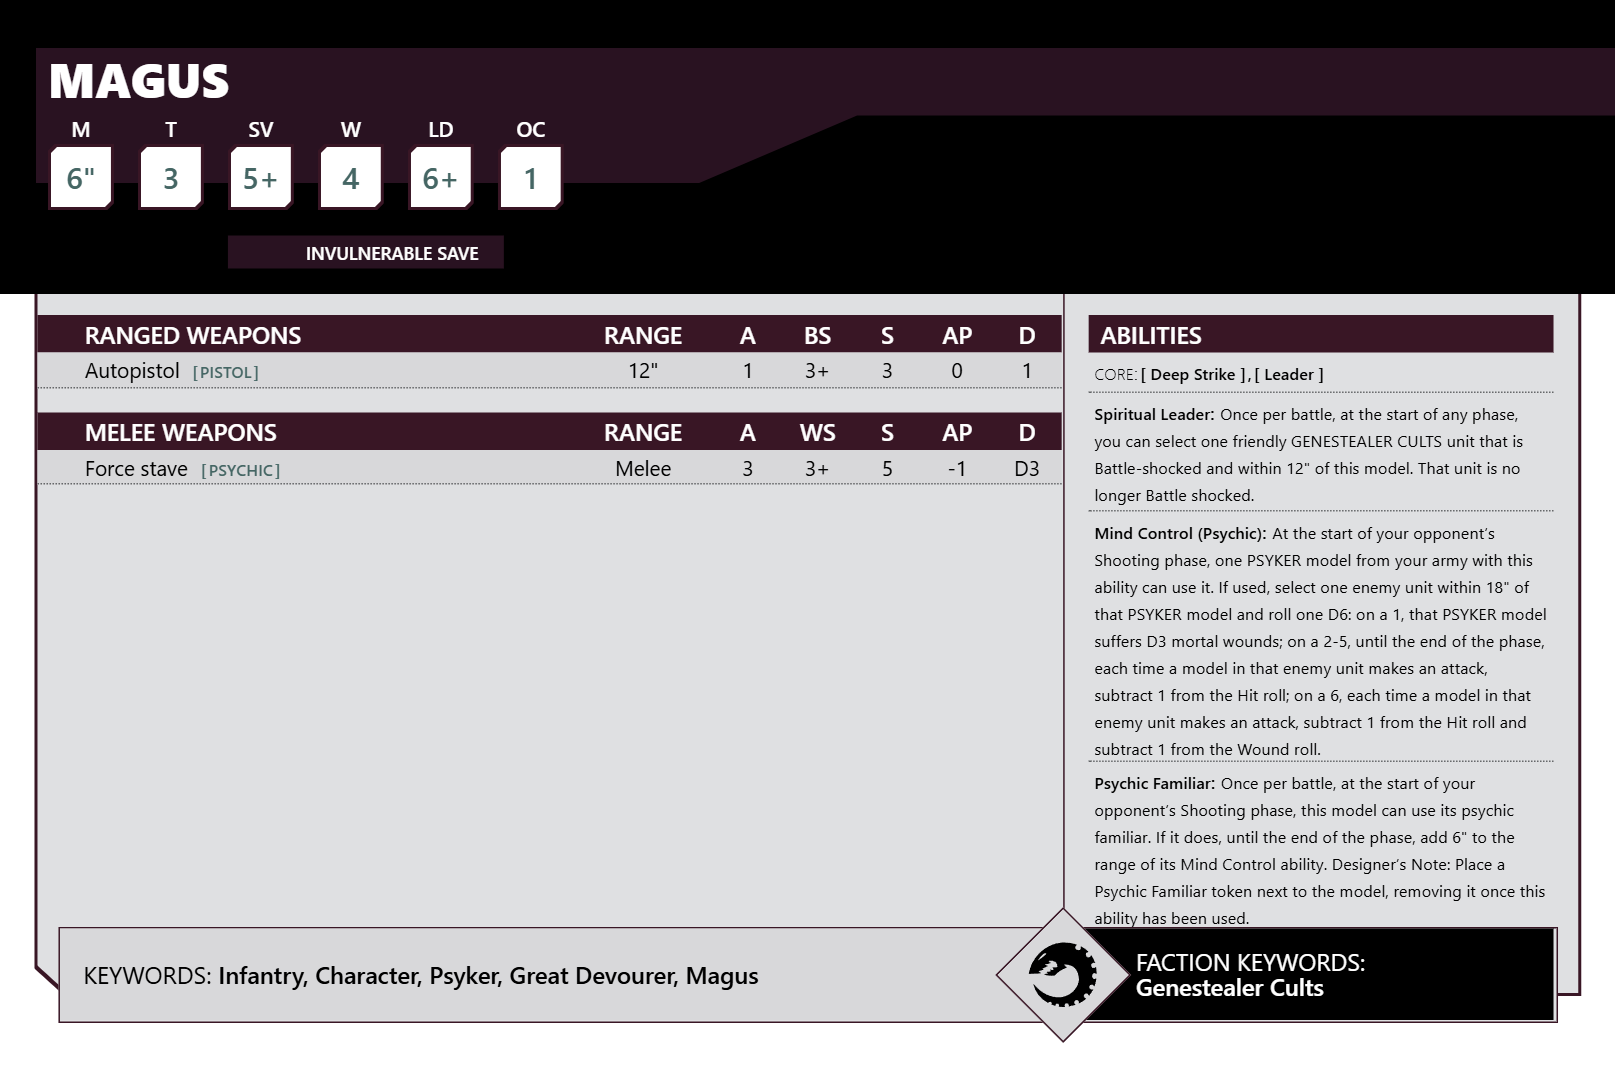 MAGUS
M T SV W LD OC
6" 3 5+ 4 6+ 1
INVULNERABLE SAVE
RANGED WEAPONS RANGE A BS S AP D
Autopistol [PISTOL] 12" 1 3+ 3 0 1
MELEE WEAPONS RANGE A WS S AP D
Force stave [PSYCHIC] Melee 3 3+ 5 -1 D3
ABILITIES
CORE: [ Deep Strike ], [ Leader ]
Spiritual Leader: Once per battle, at the start of any phase,
you can select one friendly GENESTEALER CULTS unit that is
Battle-shocked and within 12" of this model. That unit is no
longer Battle shocked.
Mind Control (Psychic): At the start of your opponent's
Shooting phase, one PSYKER model from your army with this
ability can use it. If used, select one enemy unit within 18" of
that PSYKER model and roll one D6: on a 1, that PSYKER model
suffers D3 mortal wounds; on a 2-5, until the end of the phase,
each time a model in that enemy unit makes an attack,
subtract 1 from the Hit roll; on a 6, each time a model in that
enemy unit makes an attack, subtract 1 from the Hit roll and
subtract 1 from the Wound roll.
Psychic Familiar: Once per battle, at the start of your
opponent's Shooting phase, this model can use its psychic
familiar. If it does, until the end of the phase, add 6" to the
range of its Mind Control ability. Designer's Note: Place a
Psychic Familiar token next to the model, removing it once this
ability has been used.
KEYWORDS: Infantry, Character, Psyker, Great Devourer, Magus
FACTION KEYWORDS:
Genestealer Cults